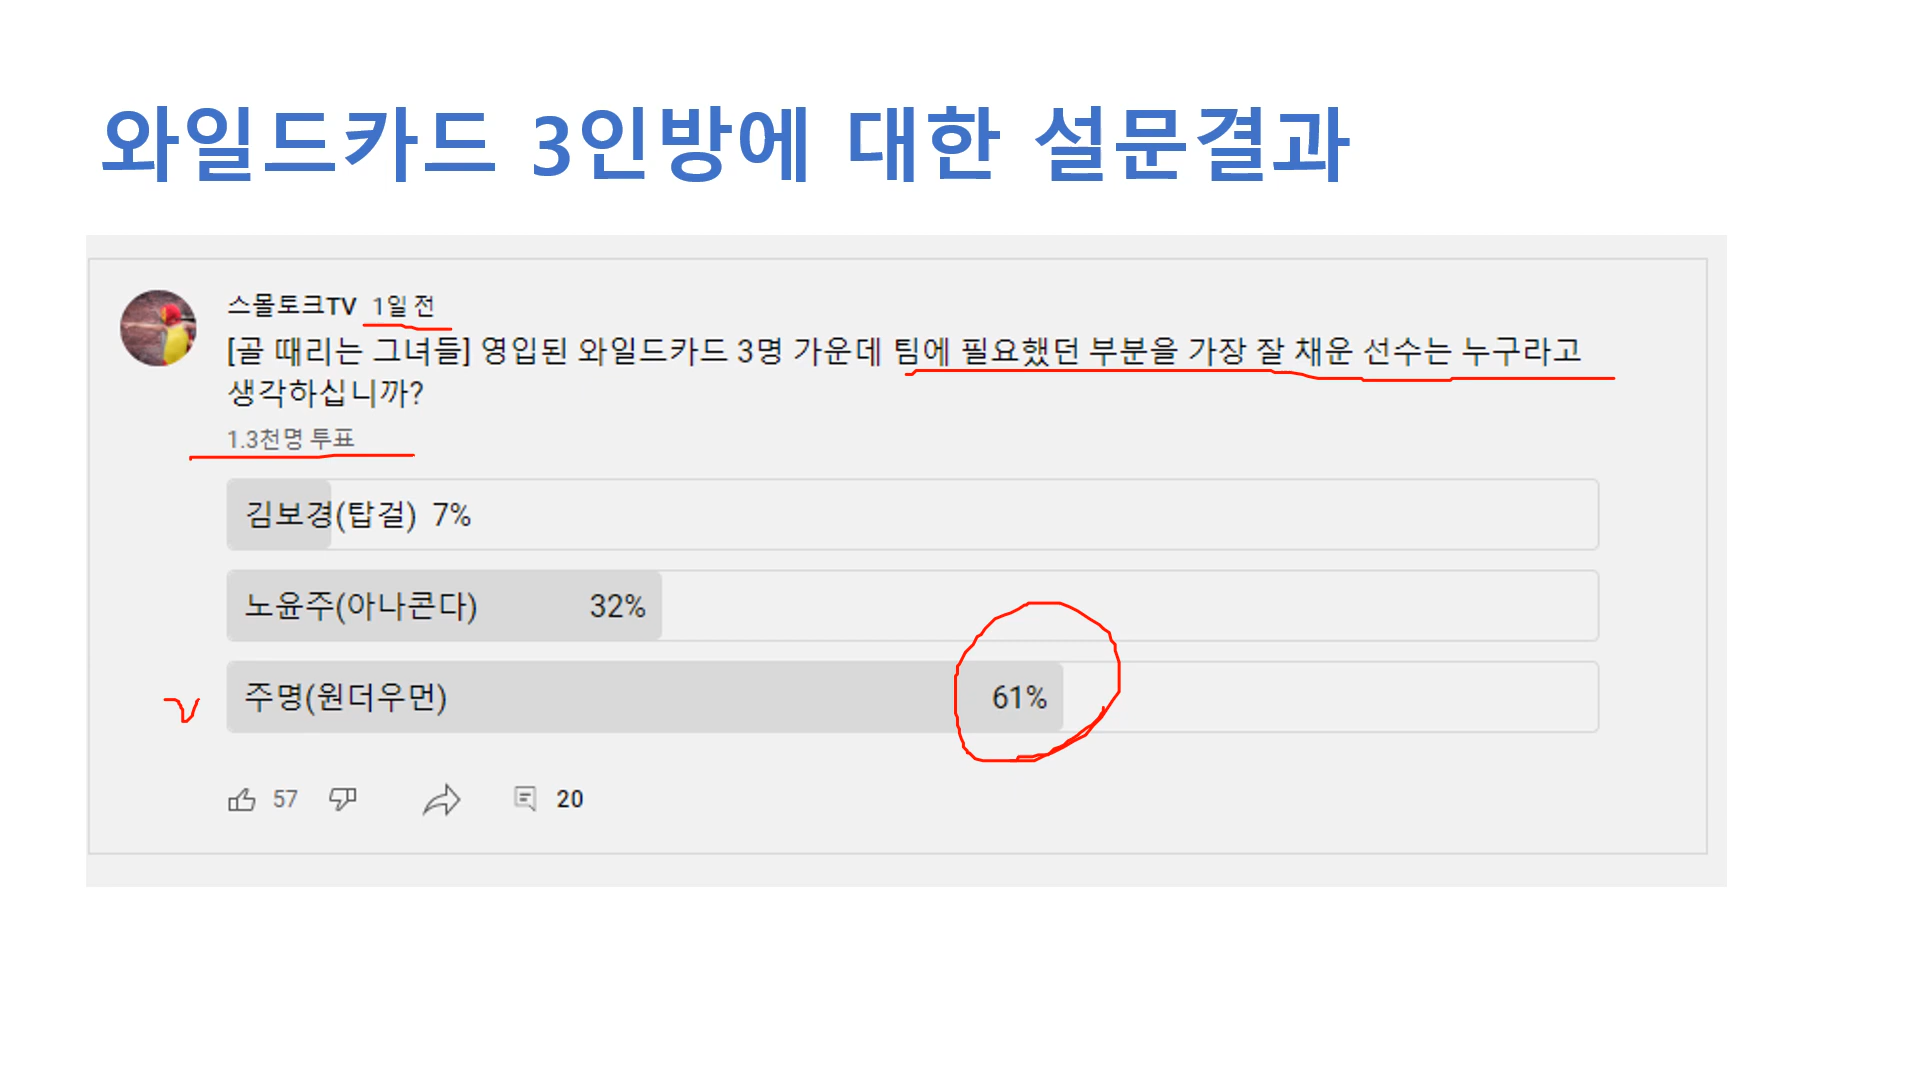 와일드카드 3인방에 대한 설문결과
스몰토크TV 1일 전
[골 때리는 그녀들] 영입된 와일드카드 3명 가운데 팀에 필요했던 부분을 가장 잘 채운 선수는 누구라고
생각하십니까?
1.3천명 투표
김보경(탑걸) 7%
노윤주(아나콘다) 32%
주명(원더우먼) 61%
57 20